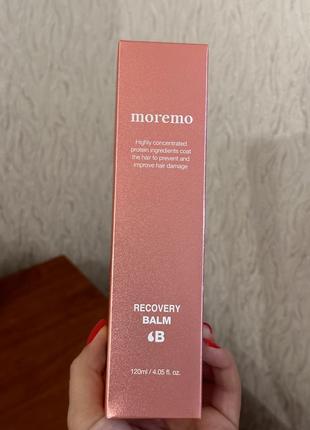 moremo
Highly concentrated
protein ingredients coat
the hair to prevent and
improve hair damage
RECOVERY
BALM
B
120ml / 4.05 fl. oz.